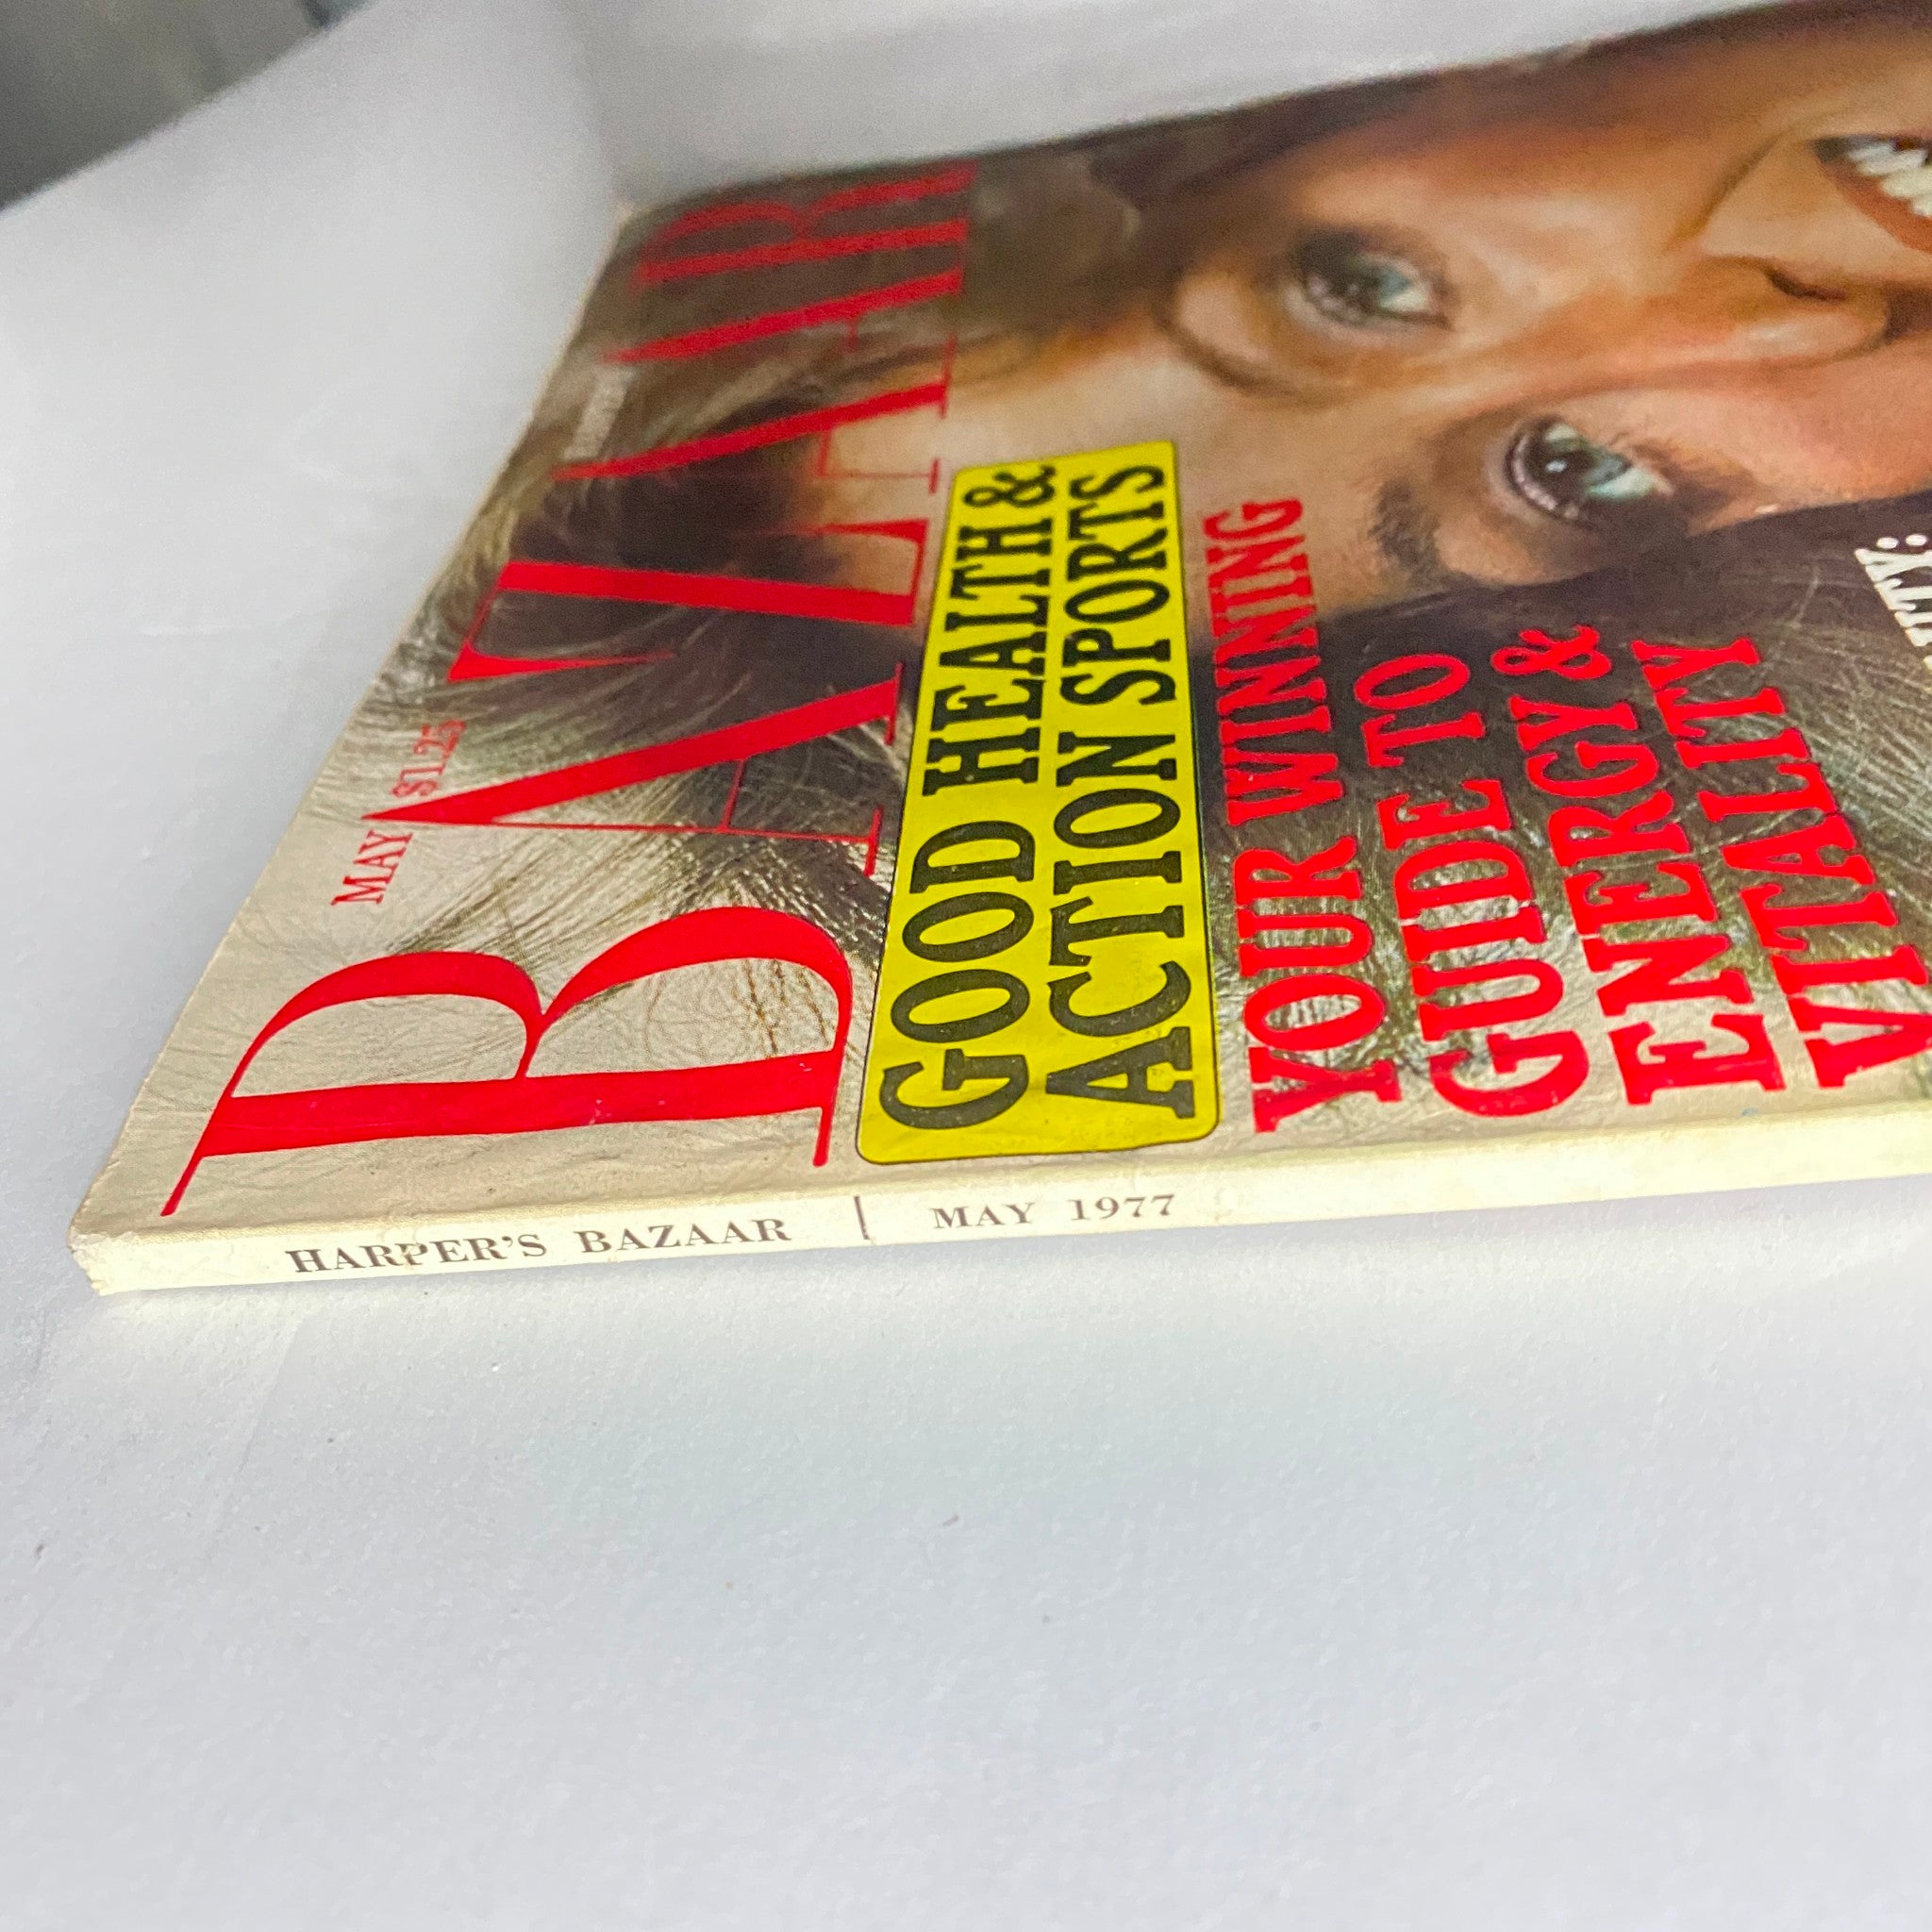 MAY $1.25
BAZAAR
GOOD HEALTH &
ACTION SPORTS
YOUR WINNING
GUIDE TO
ENERGY &
VITALITY
HARPER'S BAZAAR | MAY 1977